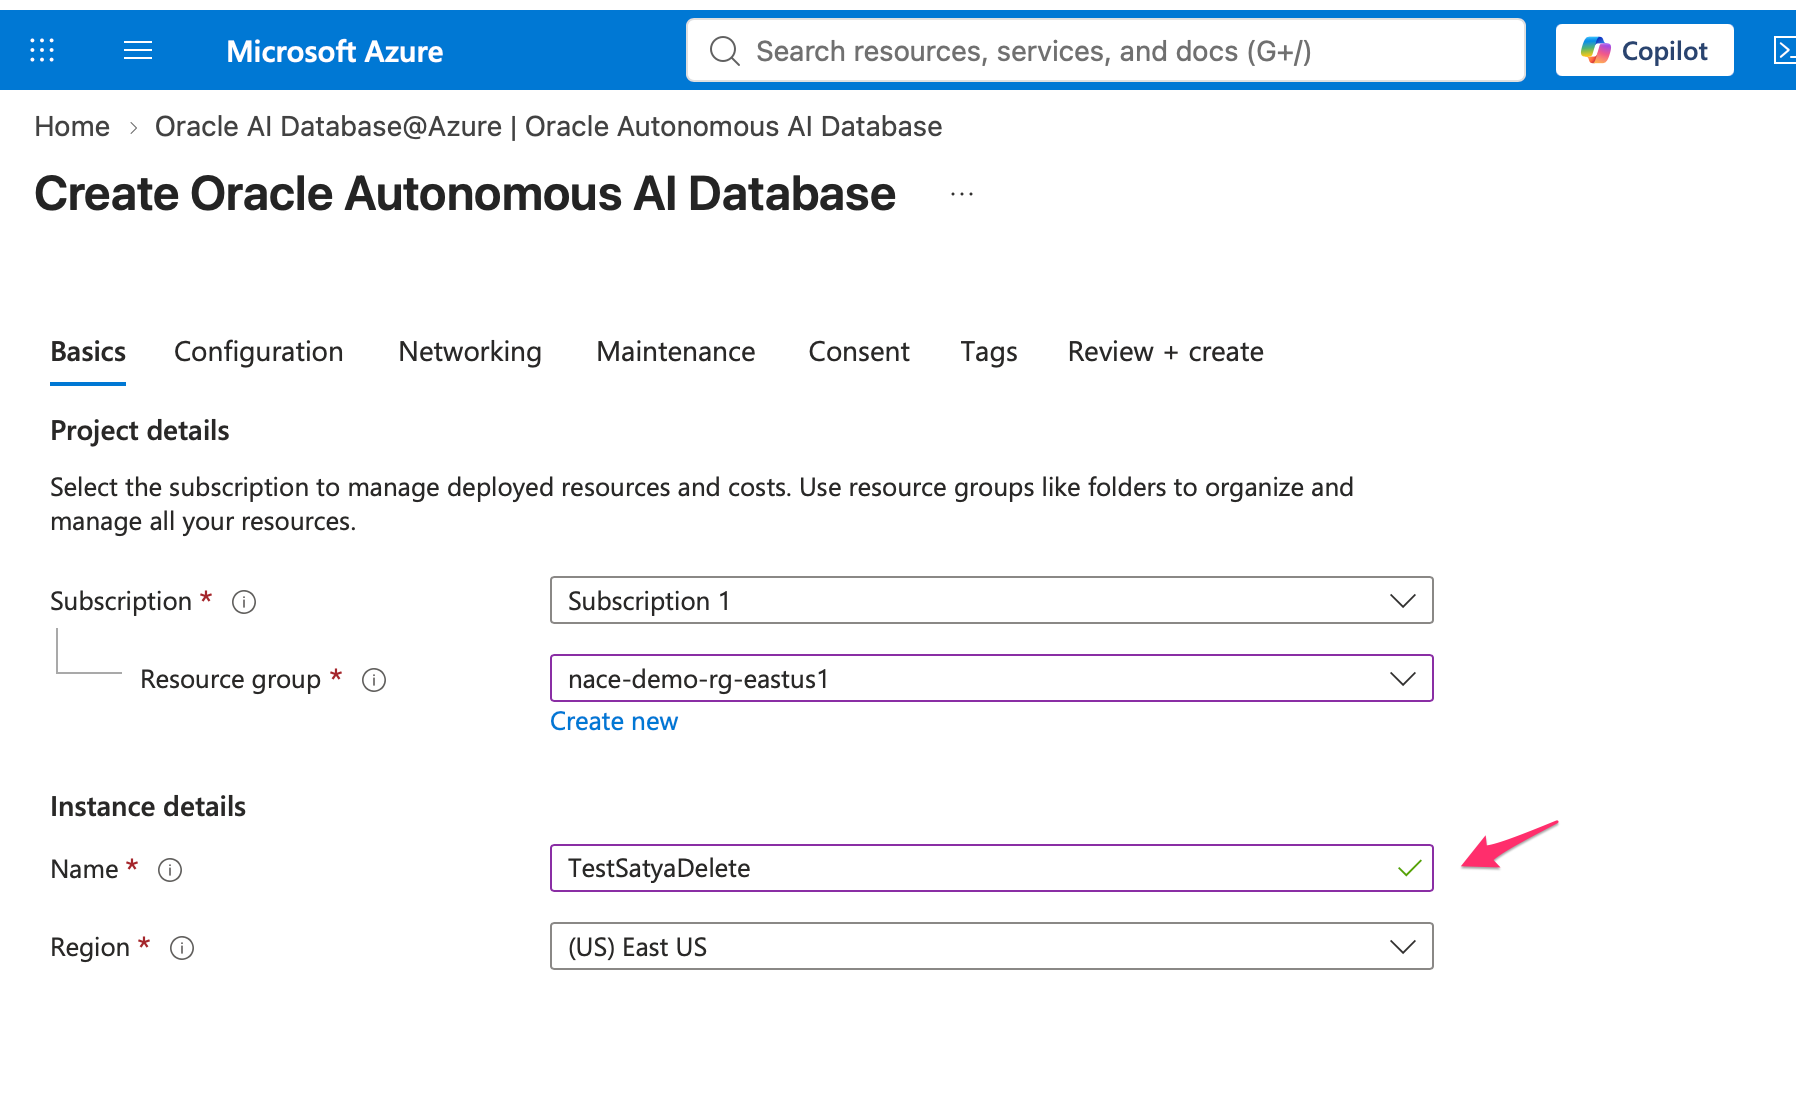 Microsoft Azure
Search resources, services, and docs (G+/)
Copilot
Home > Oracle AI Database@Azure | Oracle Autonomous AI Database
Create Oracle Autonomous AI Database ...
Basics Configuration Networking Maintenance Consent Tags Review + create
Project details
Select the subscription to manage deployed resources and costs. Use resource groups like folders to organize and
manage all your resources.
Subscription *
Subscription 1
Resource group *
nace-demo-rg-eastus1
Create new
Instance details
Name *
TestSatyaDelete
Region *
(US) East US